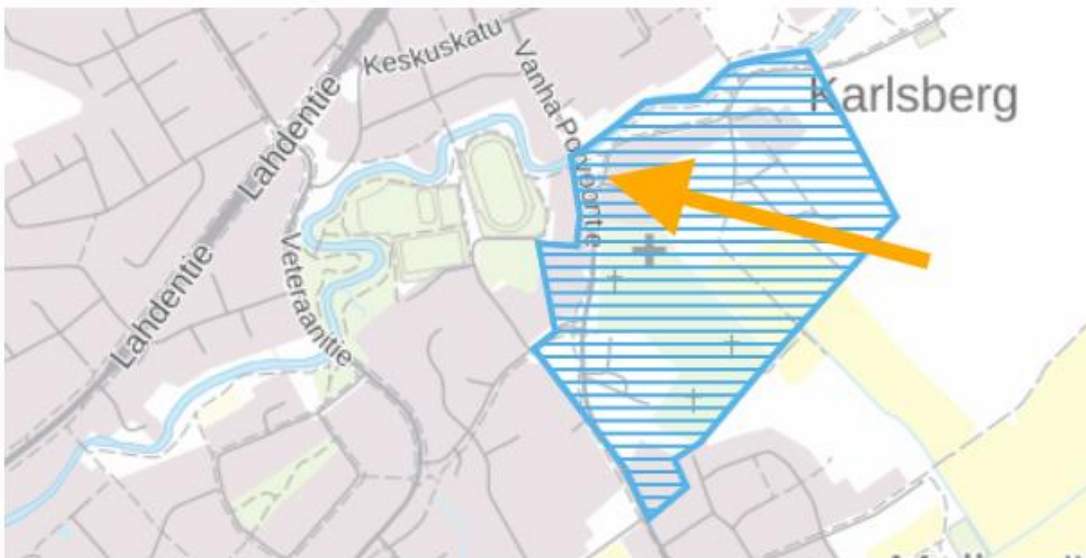 Keskuskatu
Vanha Porvoontie
Karlsberg
Lahdentie
Lahdentie
Veteraanitie